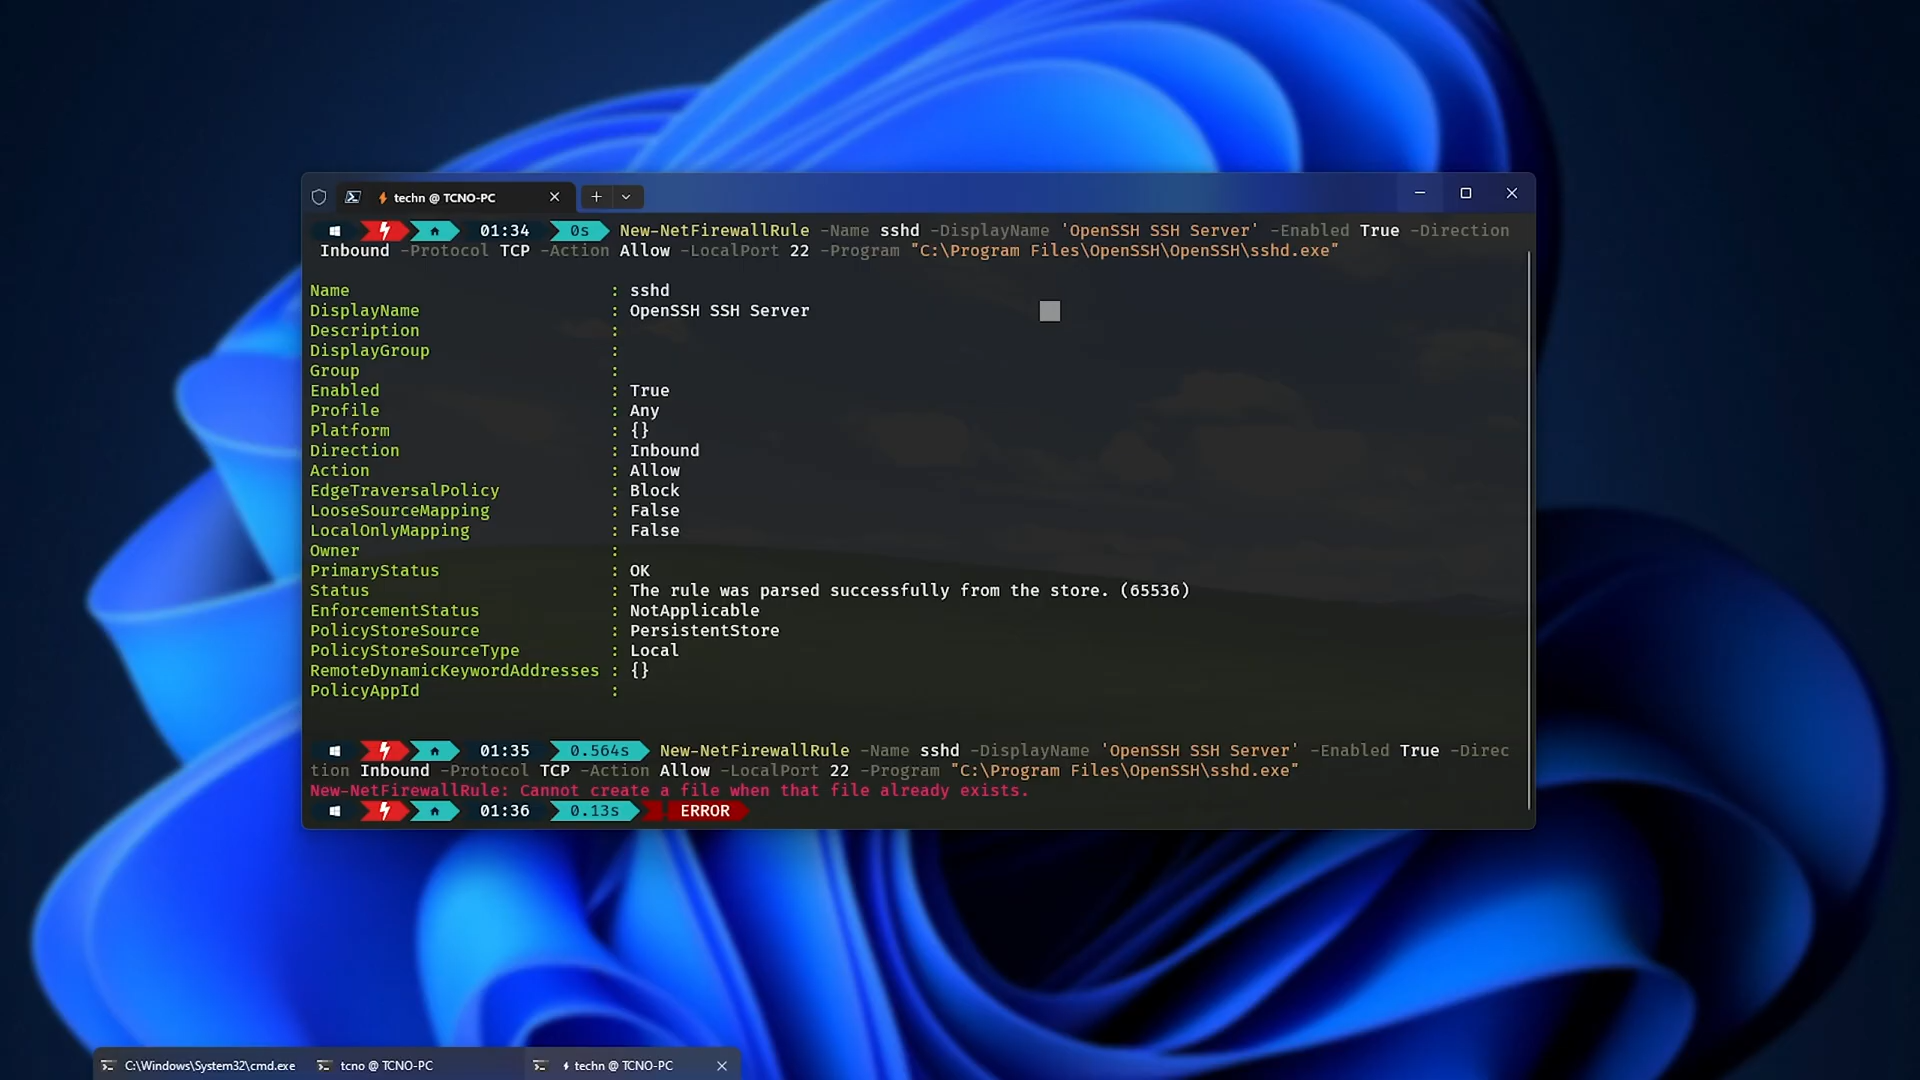 techn @ TCNO-PC
01:34 0s New-NetFirewallRule -Name sshd -DisplayName 'OpenSSH SSH Server' -Enabled True -Direction
Inbound -Protocol TCP -Action Allow -LocalPort 22 -Program "C:\Program Files\OpenSSH\OpenSSH\sshd.exe"
Name : sshd
DisplayName : OpenSSH SSH Server
Description :
DisplayGroup :
Group :
Enabled : True
Profile : Any
Platform : {}
Direction : Inbound
Action : Allow
EdgeTraversalPolicy : Block
LooseSourceMapping : False
LocalOnlyMapping : False
Owner :
PrimaryStatus : OK
Status : The rule was parsed successfully from the store. (65536)
EnforcementStatus : NotApplicable
PolicyStoreSource : PersistentStore
PolicyStoreSourceType : Local
RemoteDynamicKeywordAddresses : {}
PolicyAppId :
01:35 0.564s New-NetFirewallRule -Name sshd -DisplayName 'OpenSSH SSH Server' -Enabled True -Direc
tion Inbound -Protocol TCP -Action Allow -LocalPort 22 -Program "C:\Program Files\OpenSSH\sshd.exe"
New-NetFirewallRule: Cannot create a file when that file already exists.
01:36 0.13s ERROR
C:\Windows\System32\cmd.exe tcno @ TCNO-PC techn @ TCNO-PC